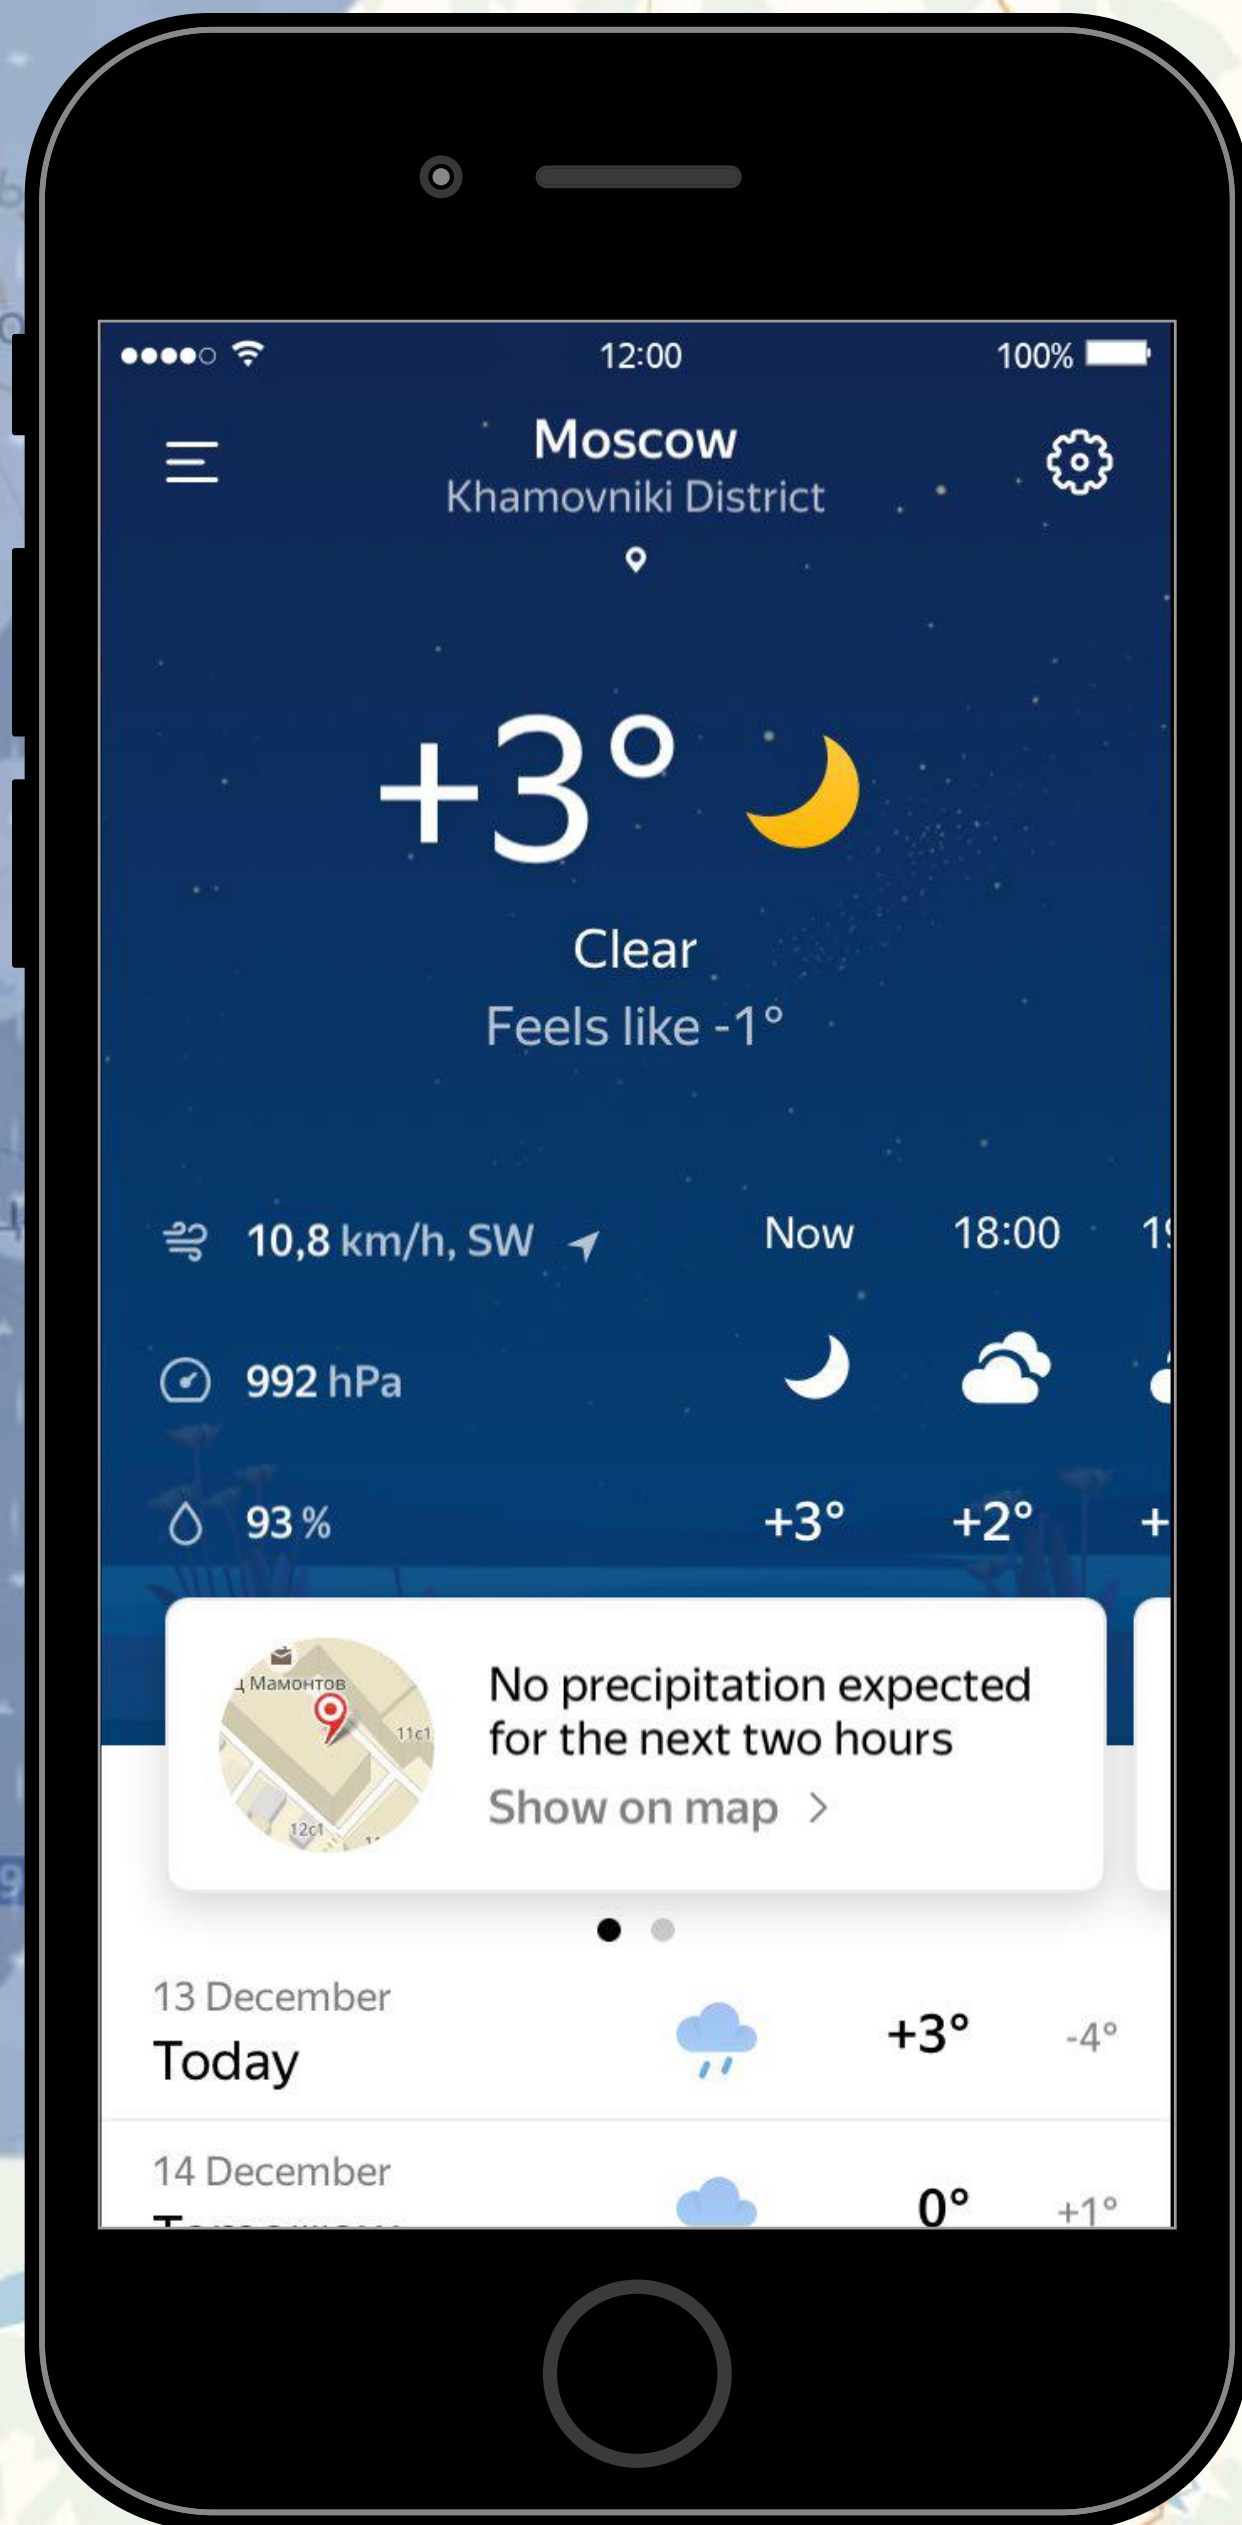 12:00
100%
Moscow
Khamovniki District
+3°
Clear
Feels like -1°
10,8 km/h, SW
Now
18:00
992 hPa
93 %
+3°
+2°
No precipitation expected
for the next two hours
Show on map
Мамонтов
11с1
12с1
13 December
Today
+3°
-4°
14 December
0°
+1°